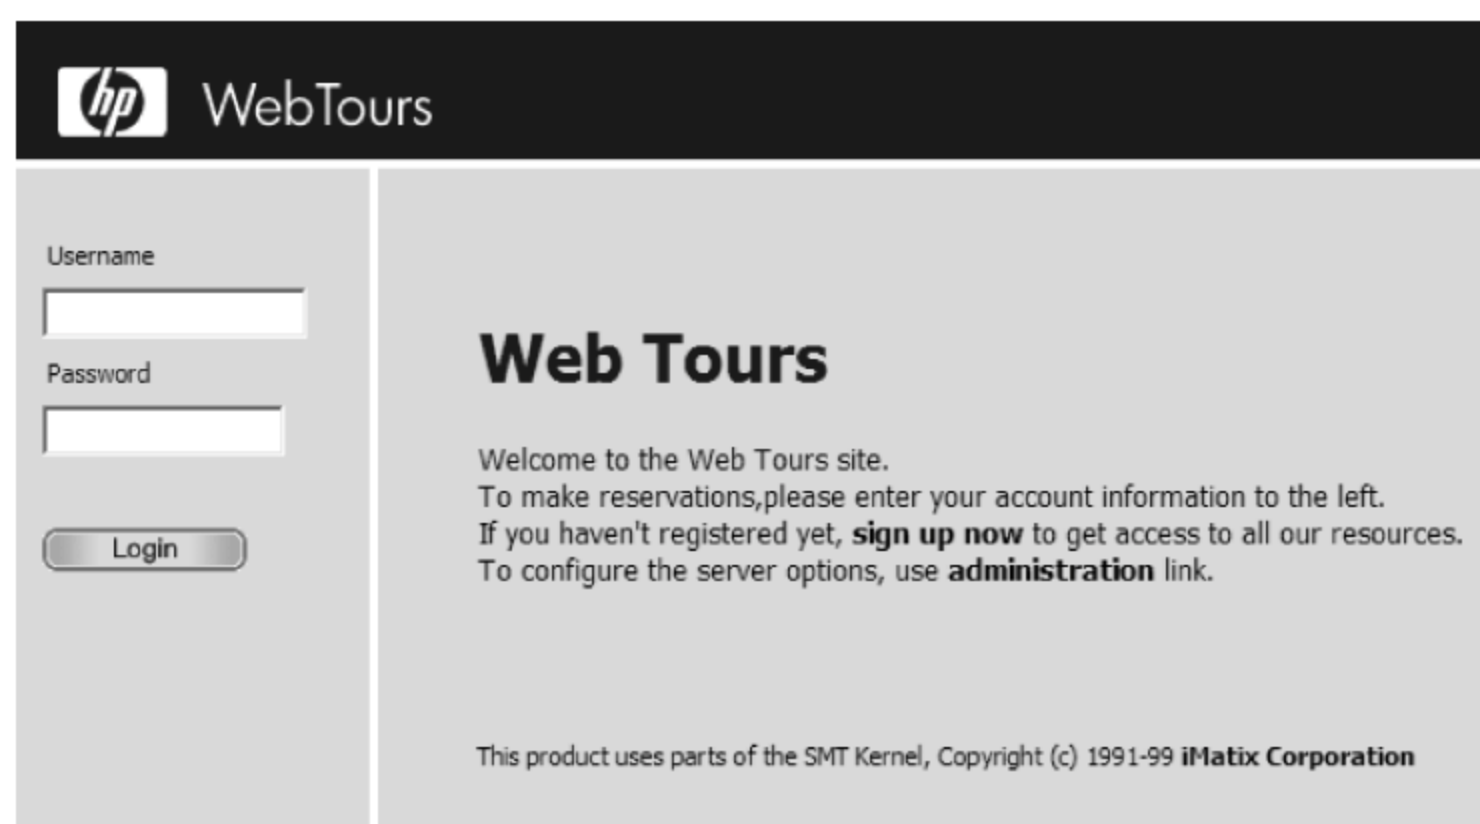 hp WebTours
Username
Password
Login
Web Tours
Welcome to the Web Tours site.
To make reservations,please enter your account information to the left.
If you haven't registered yet, sign up now to get access to all our resources.
To configure the server options, use administration link.
This product uses parts of the SMT Kernel, Copyright (c) 1991-99 iMatix Corporation